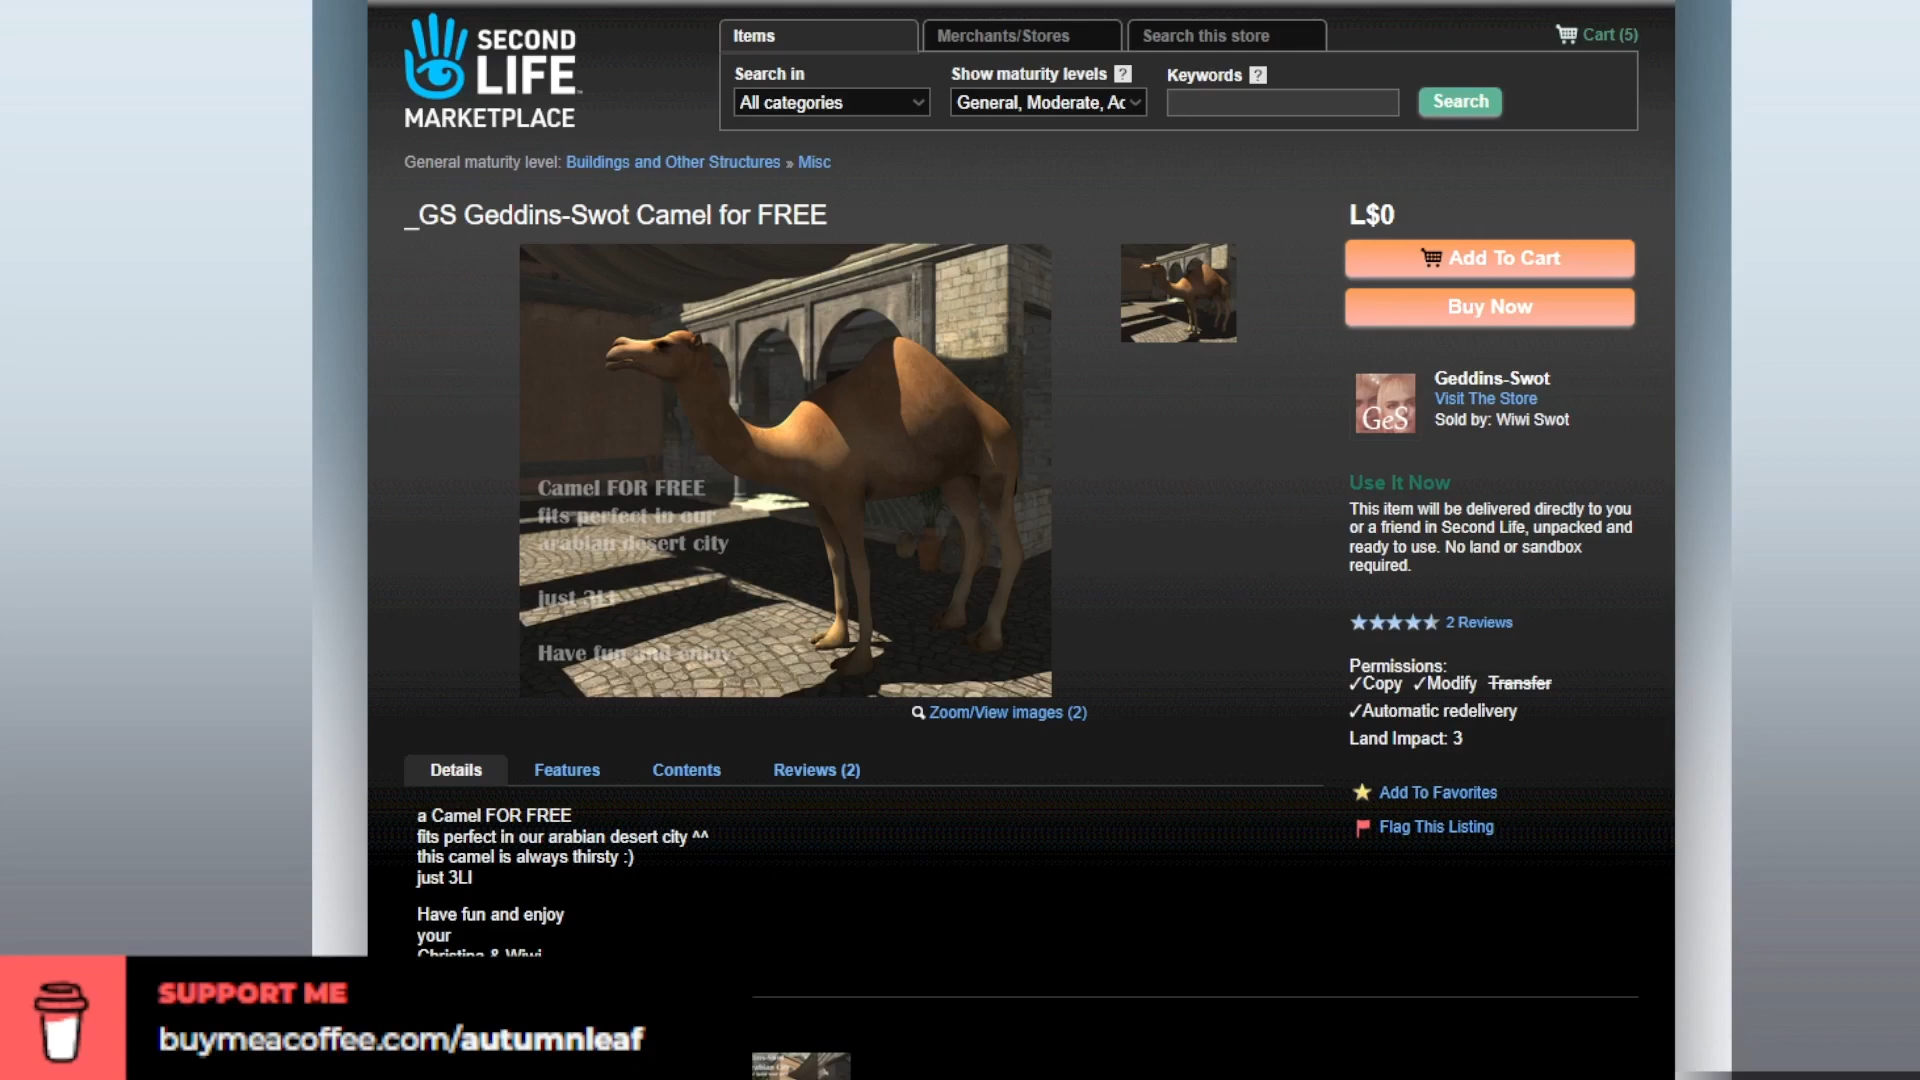 SECOND
LIFE
MARKETPLACE
Items
Merchants/Stores
Search this store
Cart (5)
Search in
Show maturity levels ?
Keywords ?
All categories
General, Moderate, Ac
Search
General maturity level: Buildings and Other Structures » Misc
_GS Geddins-Swot Camel for FREE
L$0
Add To Cart
Buy Now
Camel FOR FREE
fits perfect in our
arabian desert city
just 3LI
Have fun and enjoy
GeS
Geddins-Swot
Visit The Store
Sold by: Wiwi Swot
Use It Now
This item will be delivered directly to you
or a friend in Second Life, unpacked and
ready to use. No land or sandbox
required.
2 Reviews
Permissions:
✓Copy ✓Modify Transfer
✓Automatic redelivery
Land Impact: 3
Zoom/View images (2)
Add To Favorites
Flag This Listing
Details
Features
Contents
Reviews (2)
a Camel FOR FREE
fits perfect in our arabian desert city ^^
this camel is always thirsty :)
just 3LI
Have fun and enjoy
your
Christina & Wiwi
SUPPORT ME
buymeacoffee.com/autumnleaf